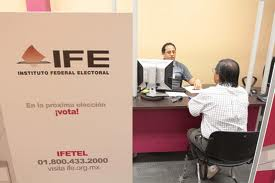 IFE
INSTITUTO FEDERAL ELECTORAL
En la próxima elección
¡vota!
IFETEL
01.800.433.2000
visita ife.org.mx